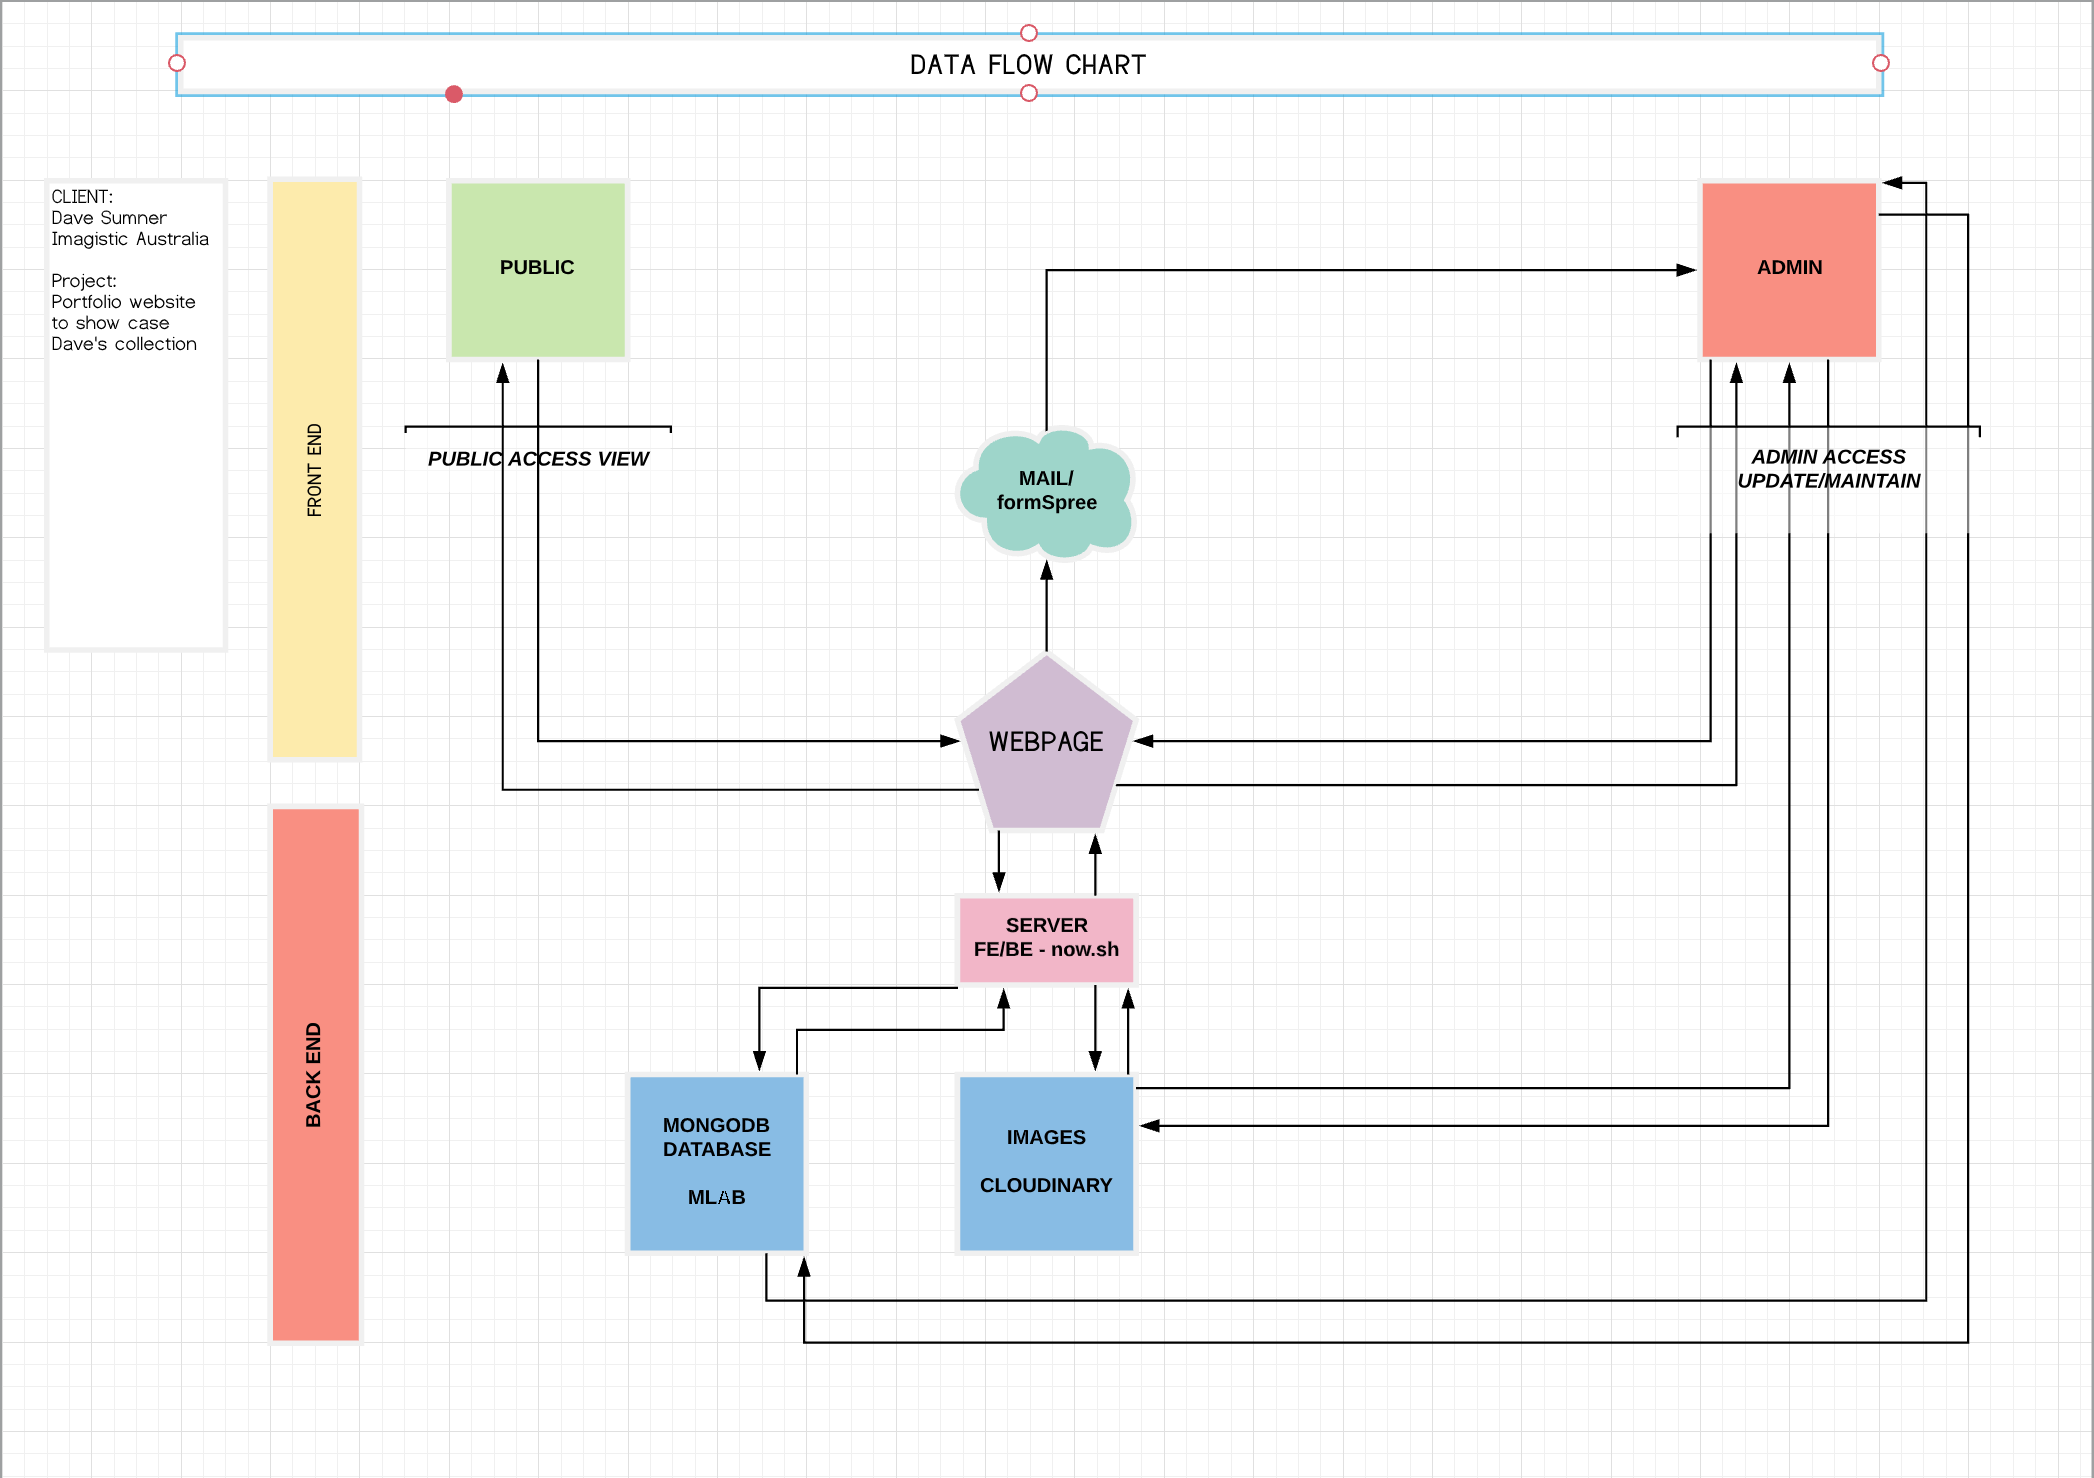 DATA FLOW CHART
CLIENT:
Dave Sumner
Imagistic Australia
Project:
Portfolio website
to show case
Dave's collection
FRONT END
PUBLIC
ADMIN
PUBLIC ACCESS VIEW
ADMIN ACCESS
UPDATE/MAINTAIN
MAIL/
formSpree
WEBPAGE
BACK END
SERVER
FE/BE - now.sh
MONGODB
DATABASE
MLAB
IMAGES
CLOUDINARY